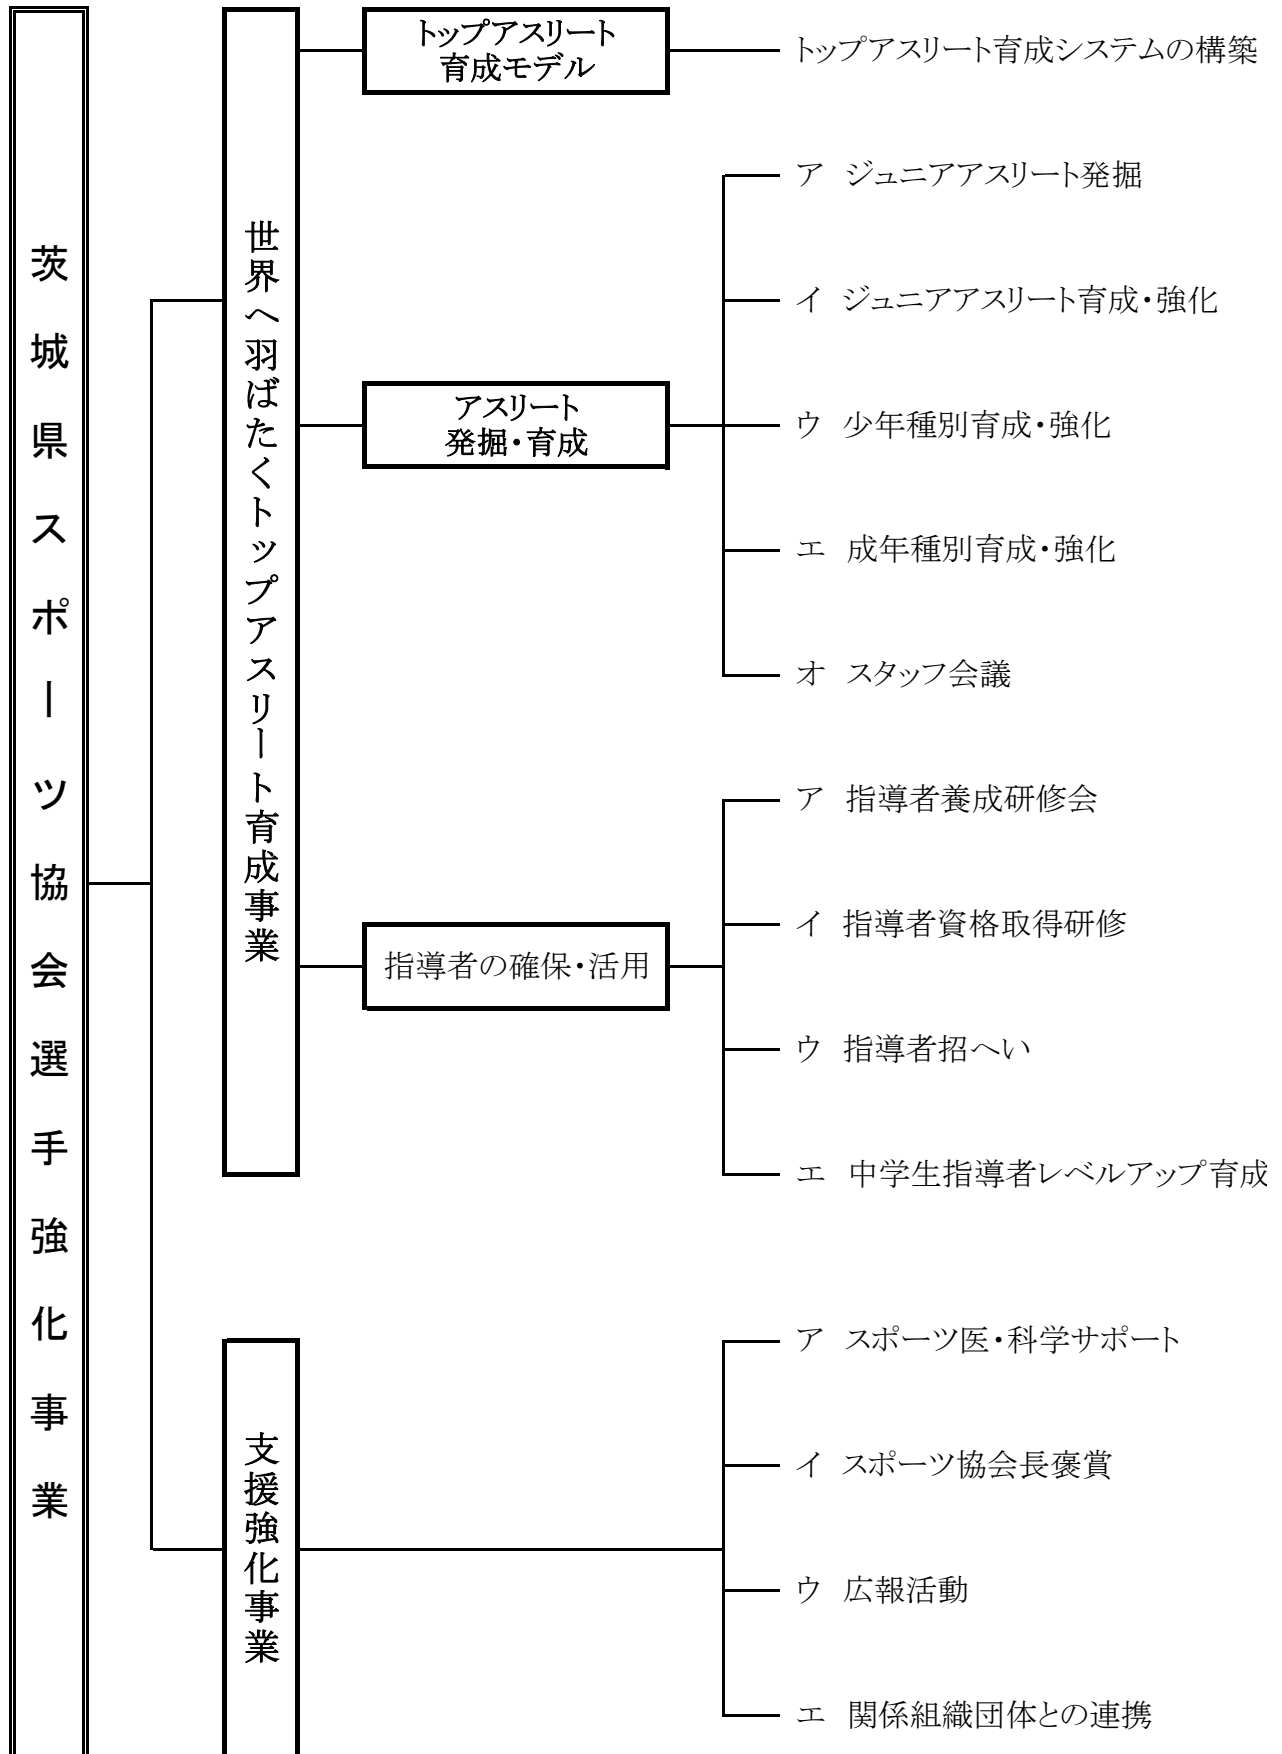 茨城県スポーツ協会選手強化事業
世界へ羽ばたくトップアスリート育成事業
トップアスリート
育成モデル
トップアスリート育成システムの構築
アスリート
発掘・育成
ア ジュニアアスリート発掘
イ ジュニアアスリート育成・強化
ウ 少年種別育成・強化
エ 成年種別育成・強化
オ スタッフ会議
指導者の確保・活用
ア 指導者養成研修会
イ 指導者資格取得研修
ウ 指導者招へい
エ 中学生指導者レベルアップ育成
支援強化事業
ア スポーツ医・科学サポート
イ スポーツ協会長褒賞
ウ 広報活動
エ 関係組織団体との連携